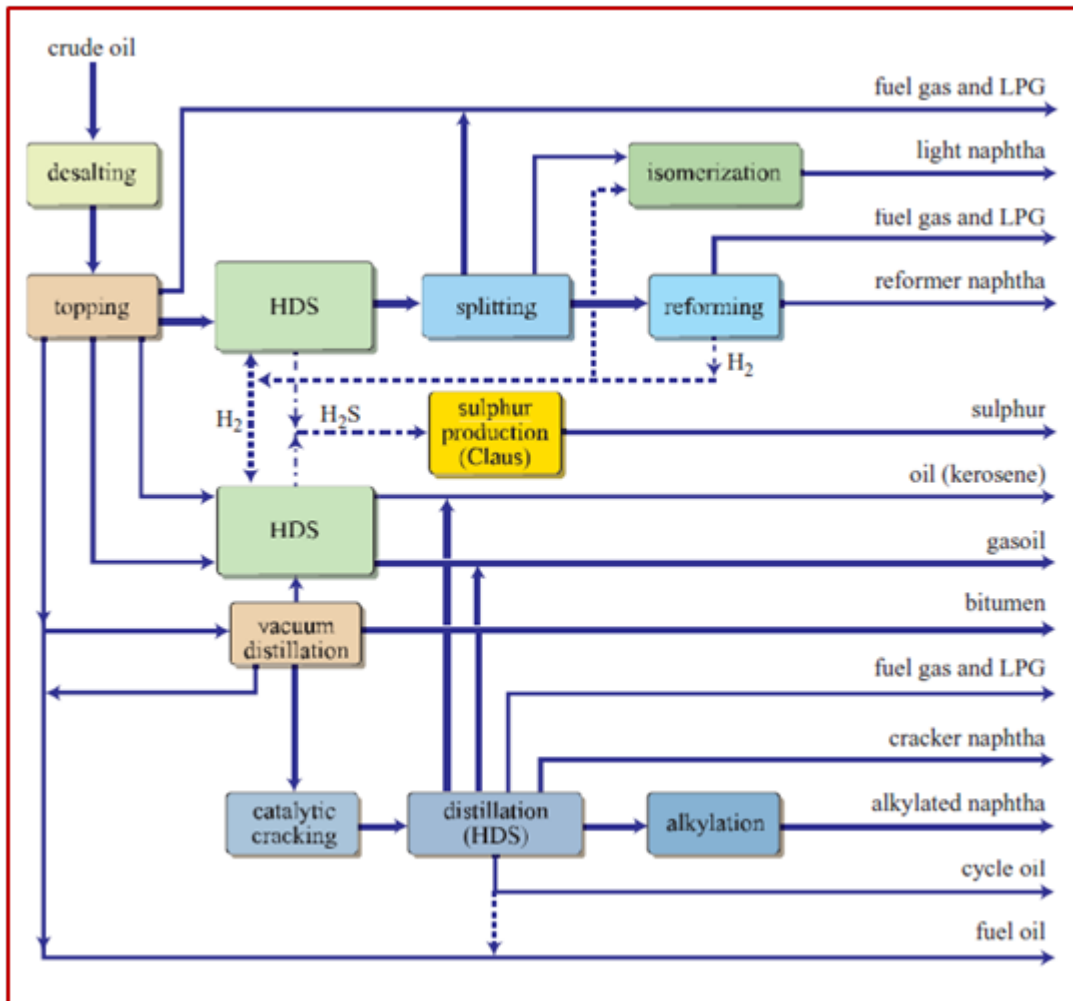 crude oil
fuel gas and LPG
desalting
isomerization
light naphtha
fuel gas and LPG
topping
HDS
splitting
reforming
reformer naphtha
H2
H2
H2S
sulphur
production
(Claus)
sulphur
oil (kerosene)
HDS
gasoil
vacuum
distillation
bitumen
fuel gas and LPG
cracker naphtha
catalytic
cracking
distillation
(HDS)
alkylation
alkylated naphtha
cycle oil
fuel oil